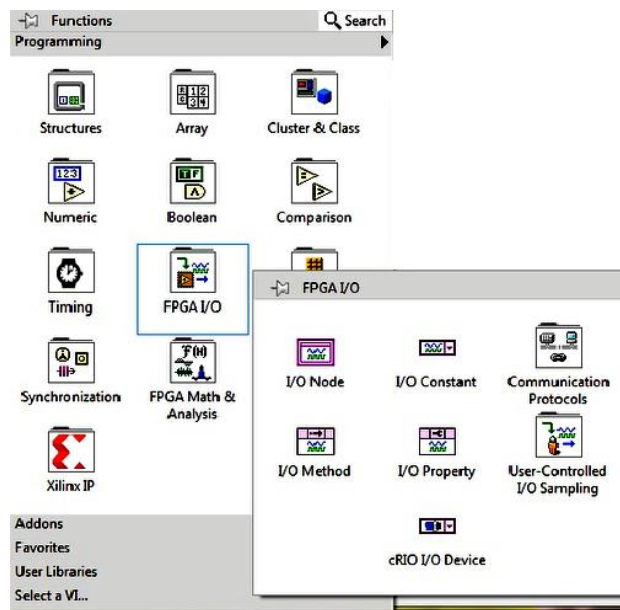 Functions
Search
Programming
Structures
Array
Cluster & Class
Numeric
Boolean
Comparison
Timing
FPGA I/O
Synchronization
FPGA Math &
Analysis
Xilinx IP
Addons
Favorites
User Libraries
Select a VI...
FPGA I/O
I/O Node
I/O Constant
Communication
Protocols
I/O Method
I/O Property
User-Controlled
I/O Sampling
cRIO I/O Device